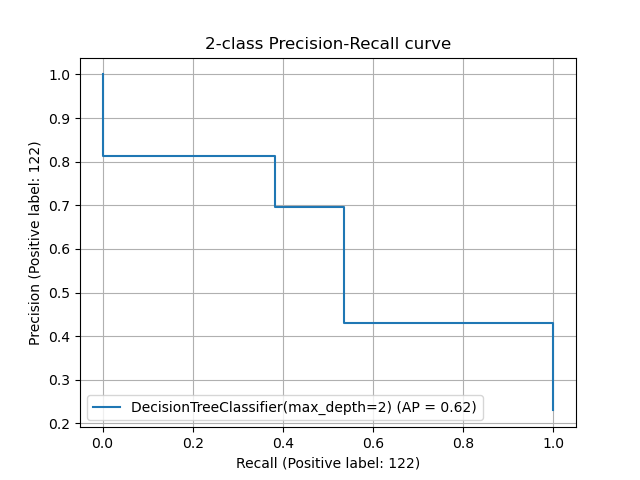 2-class Precision-Recall curve
1.0
0.9
0.8
0.7
0.6
0.5
0.4
0.3
0.2
Precision (Positive label: 122)
DecisionTreeClassifier(max_depth=2) (AP = 0.62)
0.0 0.2 0.4 0.6 0.8 1.0
Recall (Positive label: 122)